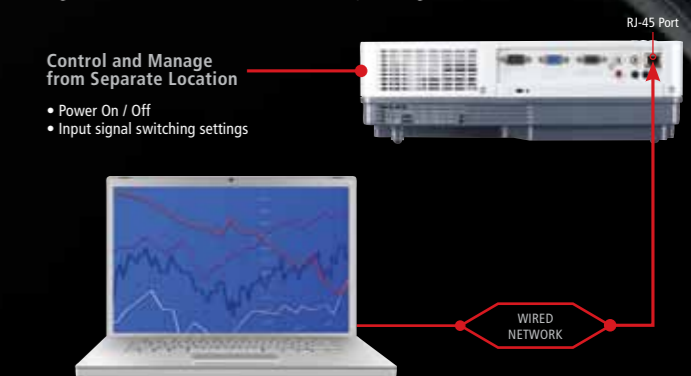 RJ-45 Port
Control and Manage
from Separate Location
• Power On / Off
• Input signal switching settings
WIRED
NETWORK